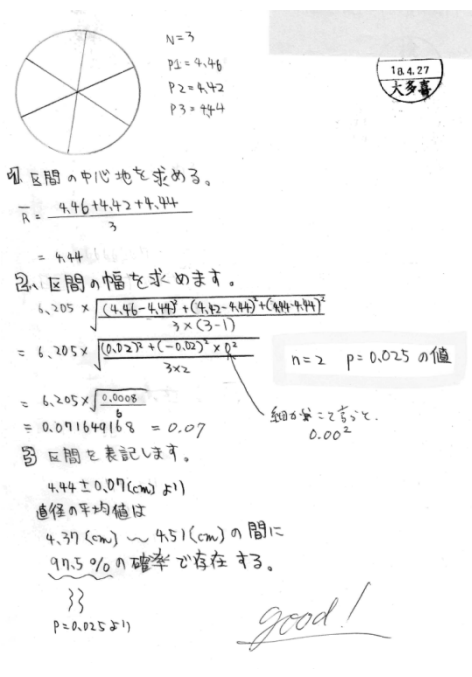 N=3
P1=4.46
P2=4.42
P3=4.44
18.4.27
大多喜
1. 区間の中心地を求める。
R̅ = (4.46+4.42+4.44)/3
= 4.44
2. 区間の幅を求めます。
6.205×√((4.46-4.44)²+(4.42-4.44)²+(4.44-4.44)²)/(3×(3-1))
= 6.205×√((0.02)²+(-0.02)²×0²)/(3×2)
n=2 p=0.025 の値
= 6.205×√(0.0008/6)
細かいこと言うと.
0.00²
= 0.071649168 = 0.07
3 区間を表記します。
4.44±0.07(cm) より
直径の平均値は
4.37(cm) ~ 4.51(cm) の間に
97.5%の確率で存在する。
P=0.025より
good!